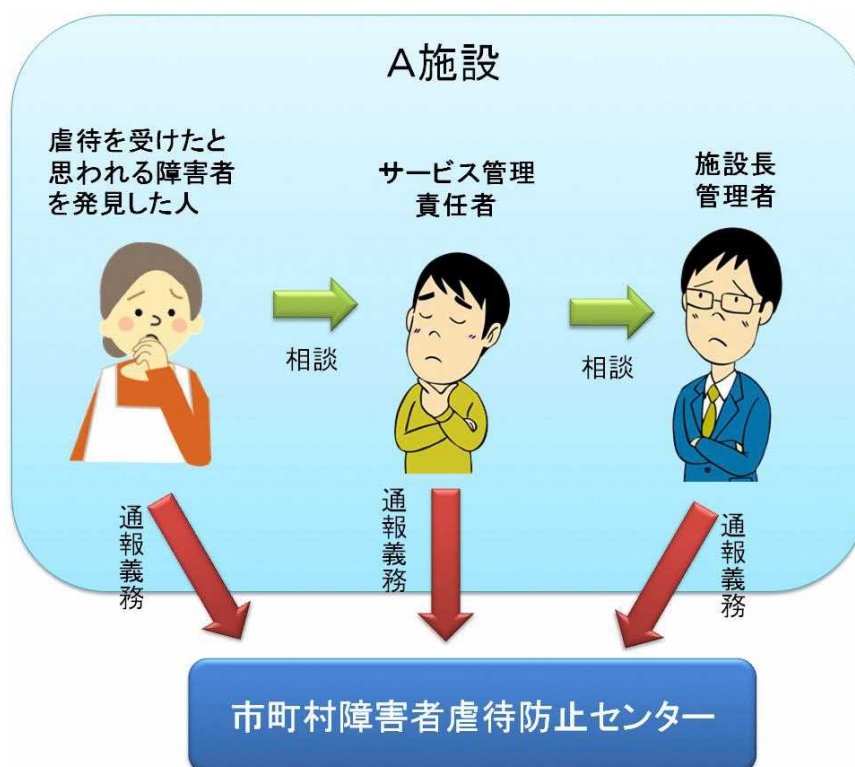 A施設
虐待を受けたと
思われる障害者
を発見した人
サービス管理
責任者
施設長
管理者
相談
相談
通報義務
通報義務
通報義務
市町村障害者虐待防止センター